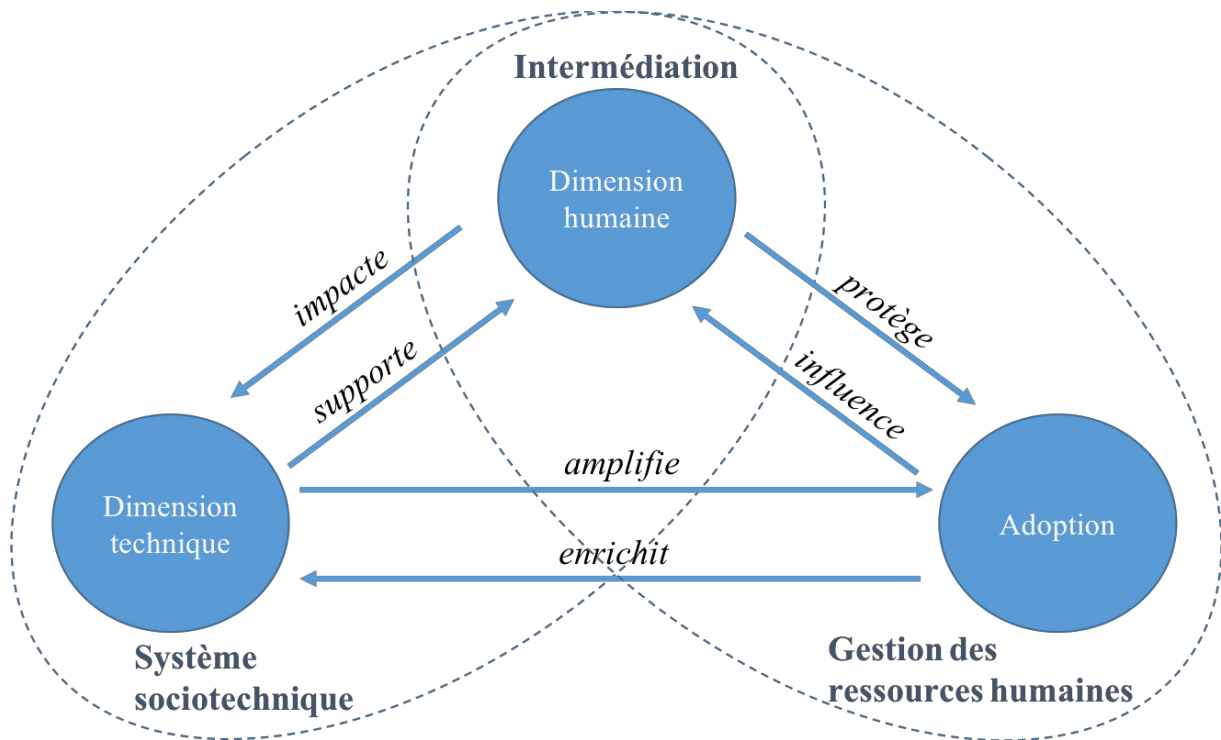 Intermédiation
Dimension
humaine
impacte
supporte
protège
influence
amplifie
enrichit
Dimension
technique
Adoption
Système
sociotechnique
Gestion des
ressources humaines